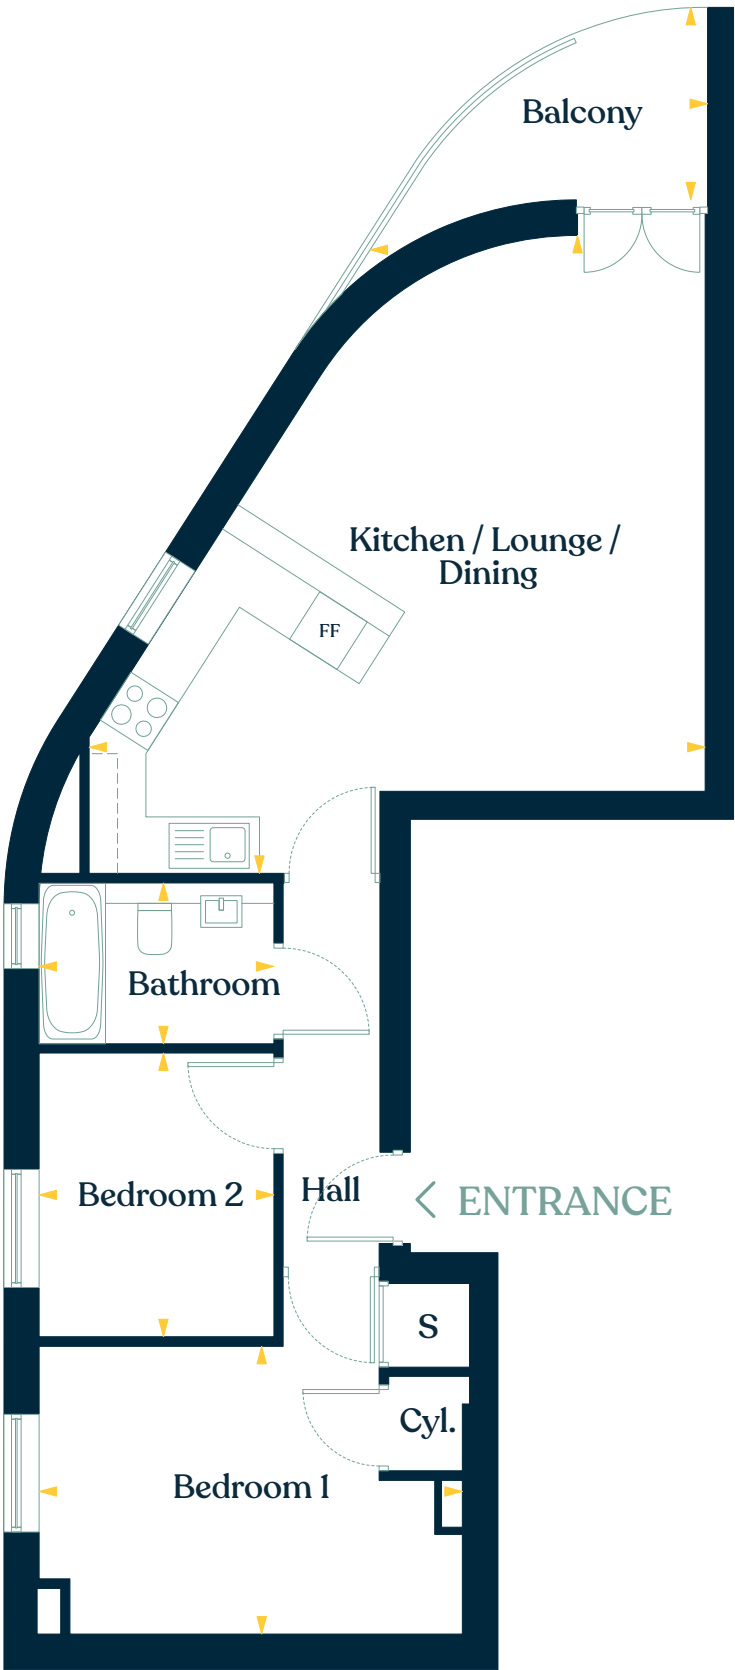 Balcony
Kitchen / Lounge /
Dining
FF
Bathroom
Bedroom 2
Hall
ENTRANCE
S
Cyl.
Bedroom 1